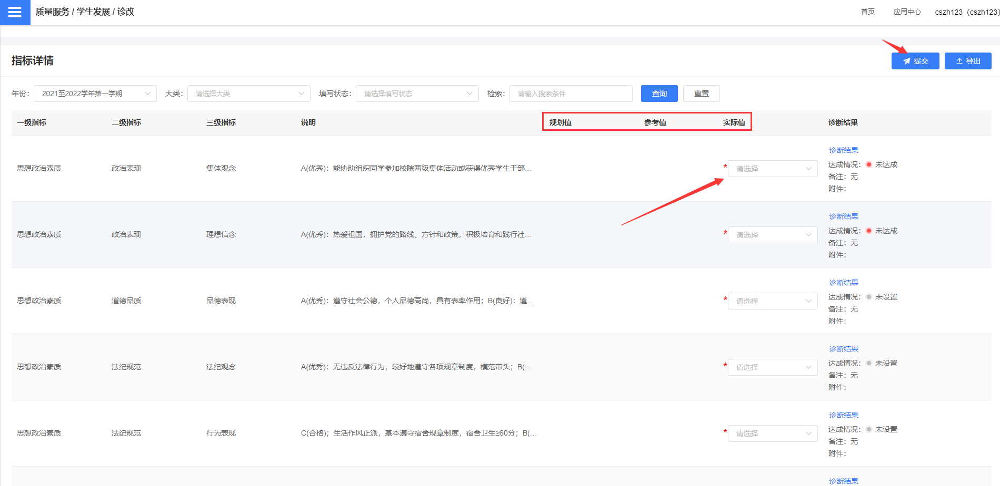 质量服务 / 学生发展 / 诊改
首页 应用中心 cszh123（cszh123）
指标详情
提交 导出
年份： 2021至2022学年第一学期 大类： 请选择大类 填写状态： 请选择填写状态 检索： 请输入搜索条件 查询 重置
一级指标 二级指标 三级指标 说明 规划值 参考值 实际值 诊断结果
诊断结果
思想政治素质 政治表现 集体观念 A(优秀)：能协助组织同学参加校院两级集体活动或获得优秀学生干部... * 请选择 达成情况： 未达成
备注：无
附件：
诊断结果
思想政治素质 政治表现 理想信念 A(优秀)：热爱祖国，拥护党的路线、方针和政策，积极培育和践行社... * 请选择 达成情况： 未达成
备注：无
附件：
诊断结果
思想政治素质 道德品质 品德表现 A(优秀)：遵守社会公德，个人品德高尚，具有表率作用；B(良好)：遵... * 请选择 达成情况： 未设置
备注：无
附件：
诊断结果
思想政治素质 法纪规范 法纪观念 A(优秀)：无违反法律行为，较好地遵守各项规章制度，模范带头；B(... * 请选择 达成情况： 未设置
备注：无
附件：
诊断结果
思想政治素质 法纪规范 行为表现 C(合格)；生活作风正派，基本遵守宿舍规章制度，宿舍卫生≥60分；B(... * 请选择 达成情况： 未设置
备注：无
附件：
诊断结果